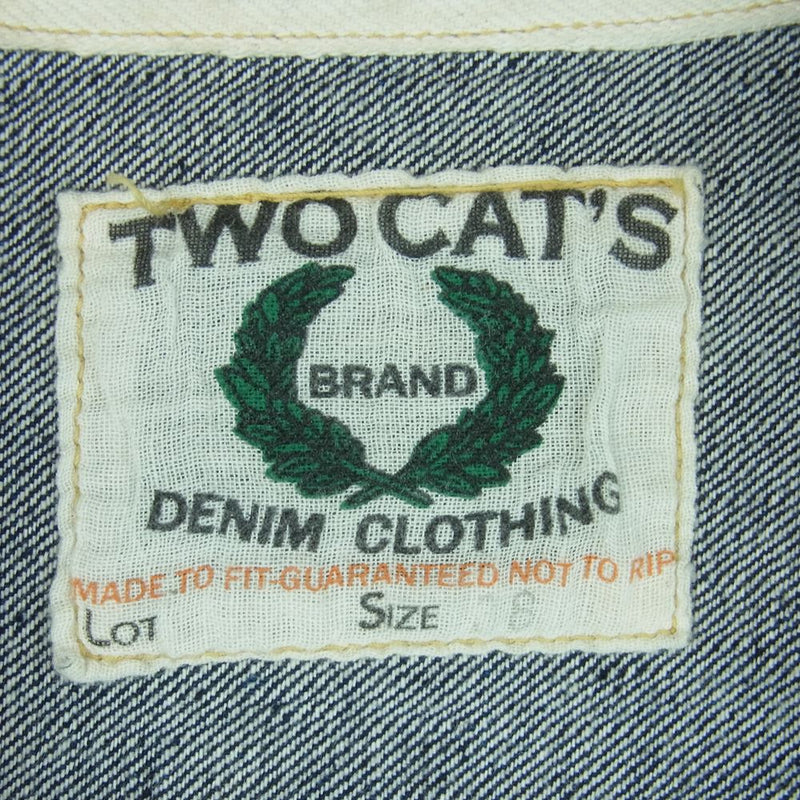 TWO CAT'S
BRAND
DENIM CLOTHING
MADE TO FIT-GUARANTEED NOT TO RIP
LOT SIZE